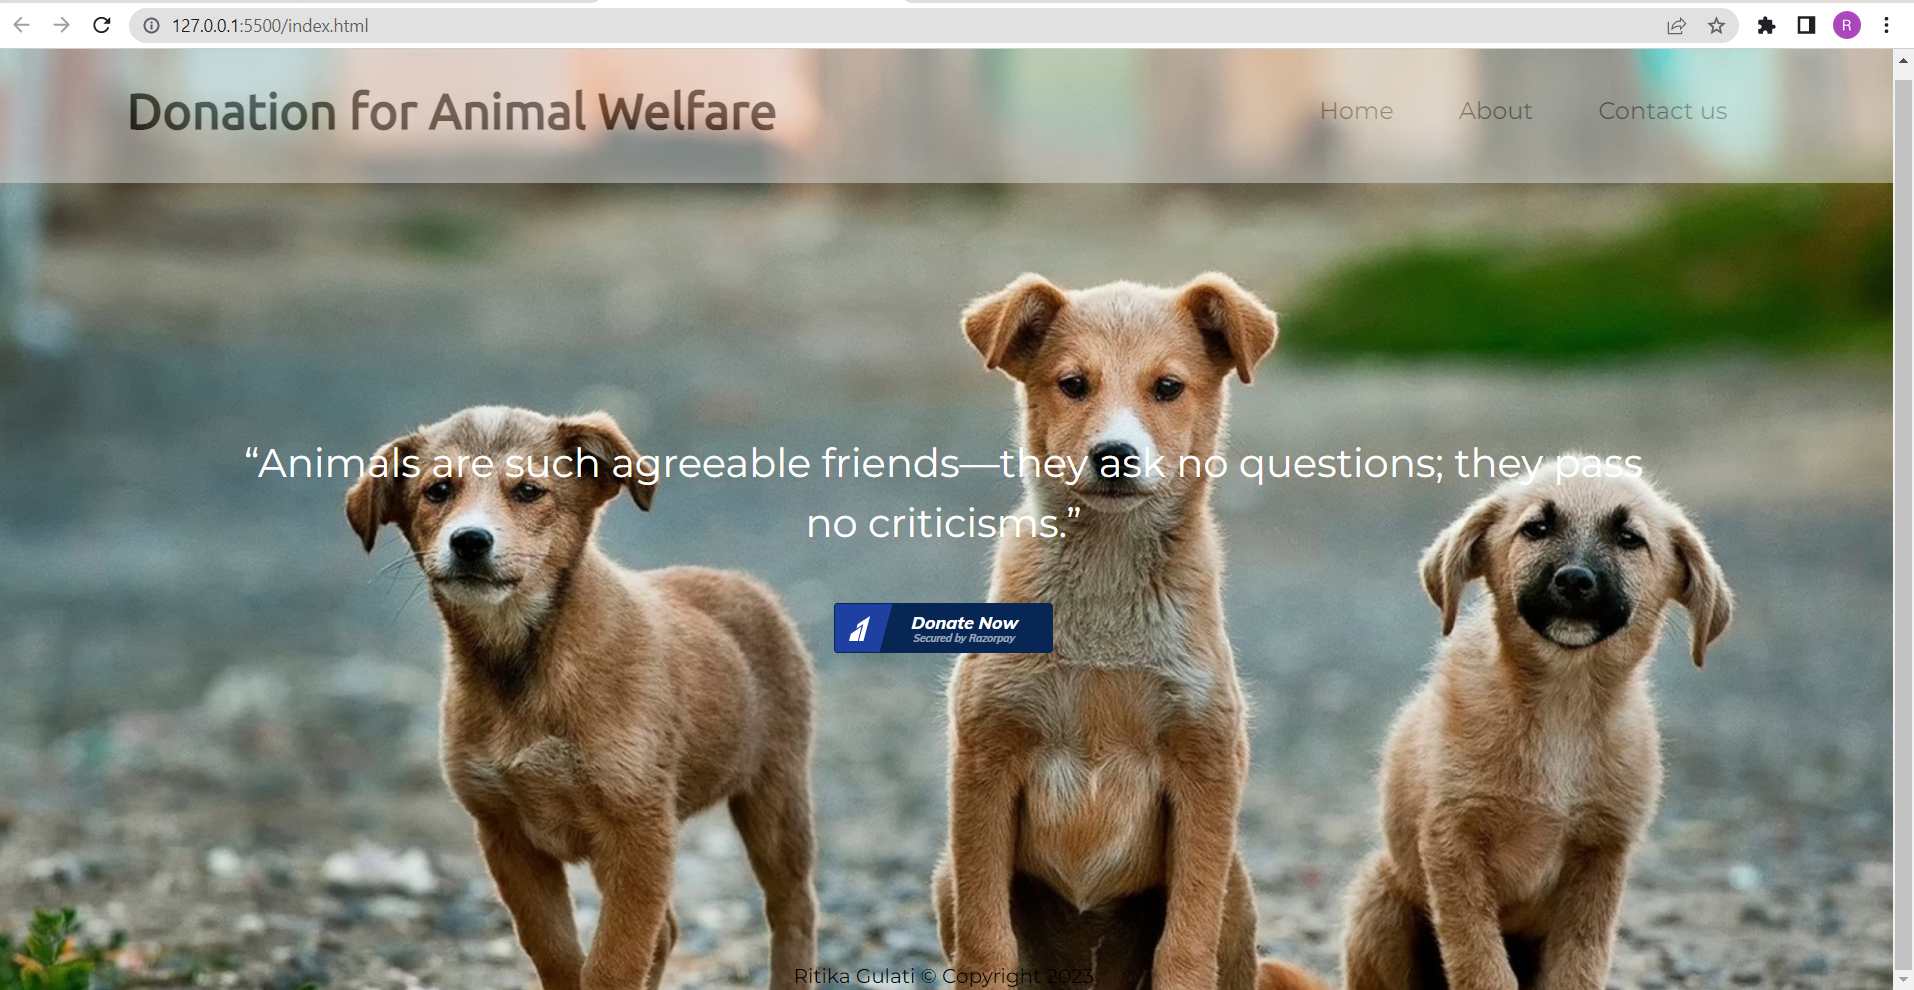 127.0.0.1:5500/index.html
R
Donation for Animal Welfare
Home About Contact us
“Animals are such agreeable friends—they ask no questions; they pass
no criticisms.”
Donate Now
Secured by Razorpay
Ritika Gulati © Copyright 2023